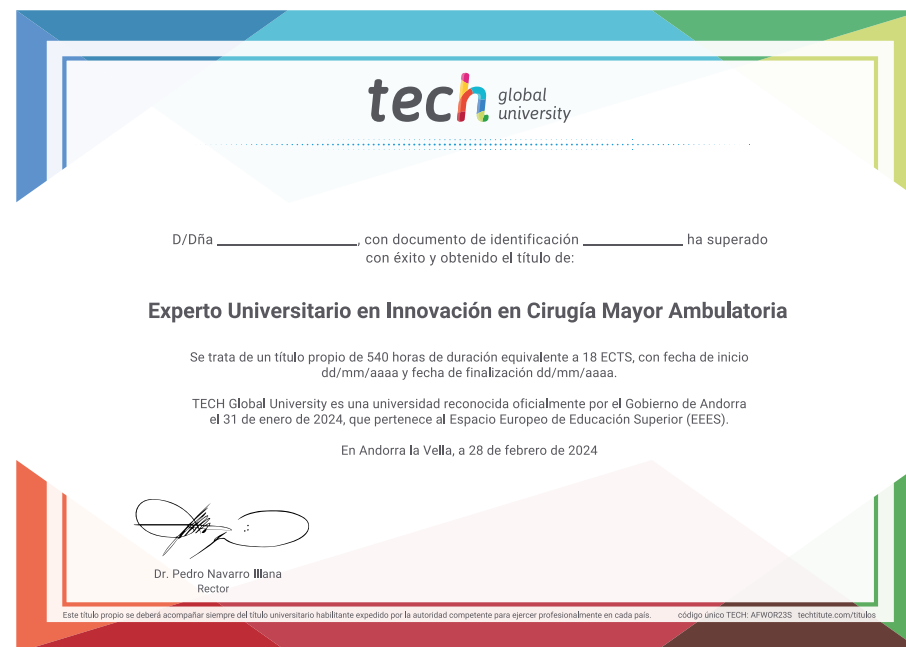 tech global university
D/Dña , con documento de identificación ha superado
con éxito y obtenido el título de:
Experto Universitario en Innovación en Cirugía Mayor Ambulatoria
Se trata de un título propio de 540 horas de duración equivalente a 18 ECTS, con fecha de inicio
dd/mm/aaaa y fecha de finalización dd/mm/aaaa.
TECH Global University es una universidad reconocida oficialmente por el Gobierno de Andorra
el 31 de enero de 2024, que pertenece al Espacio Europeo de Educación Superior (EEES).
En Andorra la Vella, a 28 de febrero de 2024
Dr. Pedro Navarro Illana
Rector
Este título propio se deberá acompañar siempre del título universitario habilitante expedido por la autoridad competente para ejercer profesionalmente en cada país. código único TECH: AFWOR23S techtitute.com/titulos